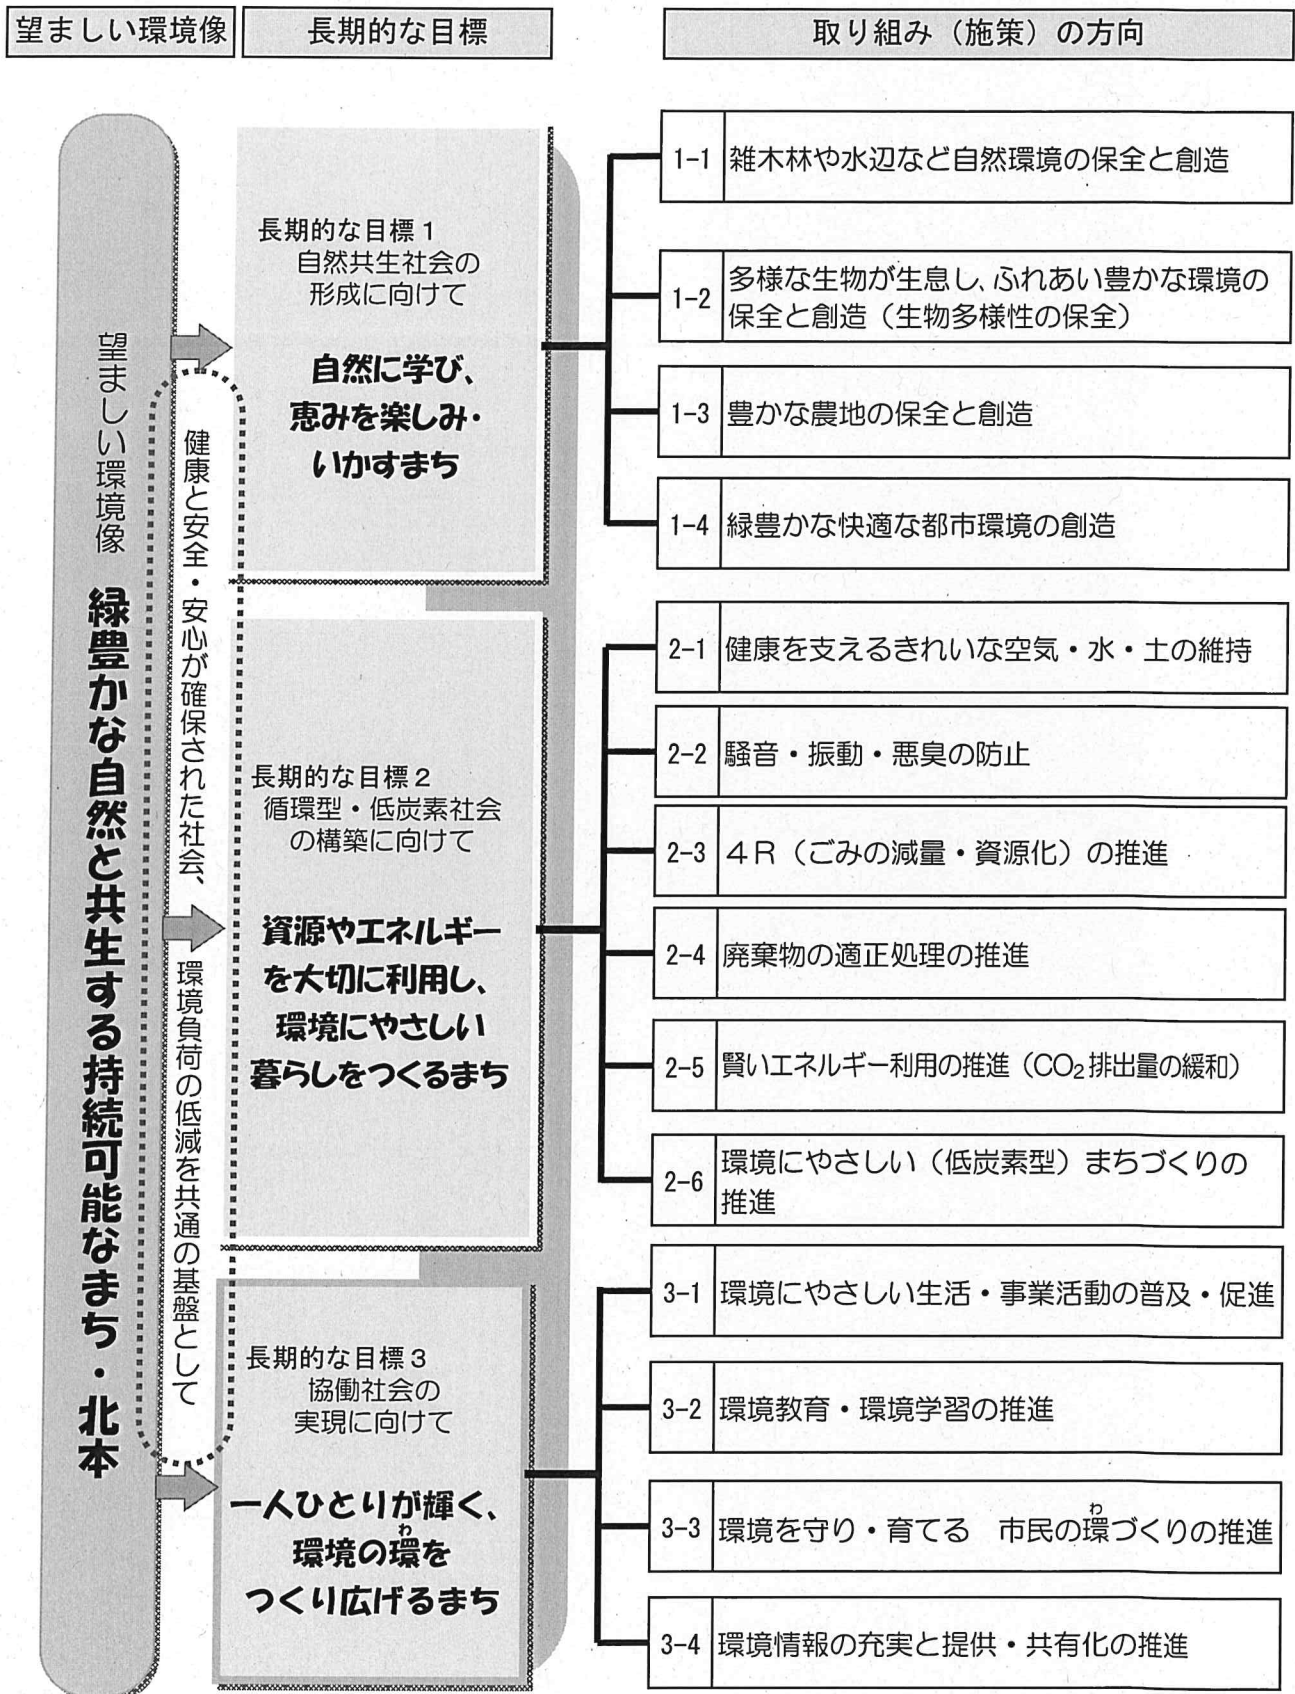 望ましい環境像
長期的な目標
取り組み（施策）の方向
望ましい環境像　緑豊かな自然と共生する持続可能なまち・北本
健康と安全・安心が確保された社会、環境負荷の低減を共通の基盤として
長期的な目標１
自然共生社会の
形成に向けて
自然に学び、
恵みを楽しみ・
いかすまち
1-1 雑木林や水辺など自然環境の保全と創造
1-2 多様な生物が生息し、ふれあい豊かな環境の
保全と創造（生物多様性の保全）
1-3 豊かな農地の保全と創造
1-4 緑豊かな快適な都市環境の創造
長期的な目標２
循環型・低炭素社会
の構築に向けて
資源やエネルギー
を大切に利用し、
環境にやさしい
暮らしをつくるまち
2-1 健康を支えるきれいな空気・水・土の維持
2-2 騒音・振動・悪臭の防止
2-3 ４Ｒ（ごみの減量・資源化）の推進
2-4 廃棄物の適正処理の推進
2-5 賢いエネルギー利用の推進（CO₂排出量の緩和）
2-6 環境にやさしい（低炭素型）まちづくりの
推進
長期的な目標３
協働社会の
実現に向けて
一人ひとりが輝く、
わ
環境の環を
つくり広げるまち
3-1 環境にやさしい生活・事業活動の普及・促進
3-2 環境教育・環境学習の推進
わ
3-3 環境を守り・育てる　市民の環づくりの推進
3-4 環境情報の充実と提供・共有化の推進